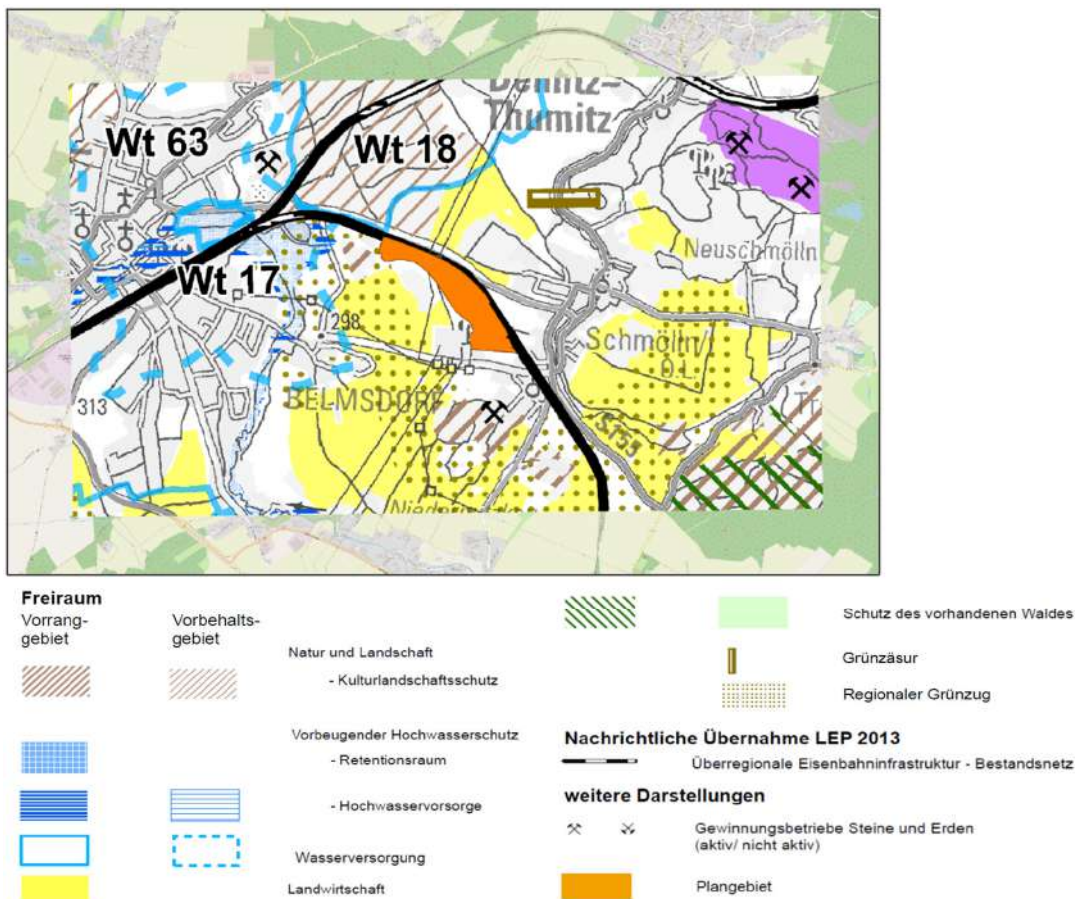 Demitz-
Thumitz
Wt 63
Wt 18
Neuschmölln
Wt 17
298
Schmölln/
O.L.
313
BELMSDORF
S155
Tr
Freiraum
Vorrang-
gebiet
Vorbehalts-
gebiet
Natur und Landschaft
- Kulturlandschaftsschutz
Vorbeugender Hochwasserschutz
- Retentionsraum
- Hochwasservorsorge
Wasserversorgung
Landwirtschaft
Schutz des vorhandenen Waldes
Grünzäsur
Regionaler Grünzug
Nachrichtliche Übernahme LEP 2013
Überregionale Eisenbahninfrastruktur - Bestandsnetz
weitere Darstellungen
Gewinnungsbetriebe Steine und Erden
(aktiv/ nicht aktiv)
Plangebiet